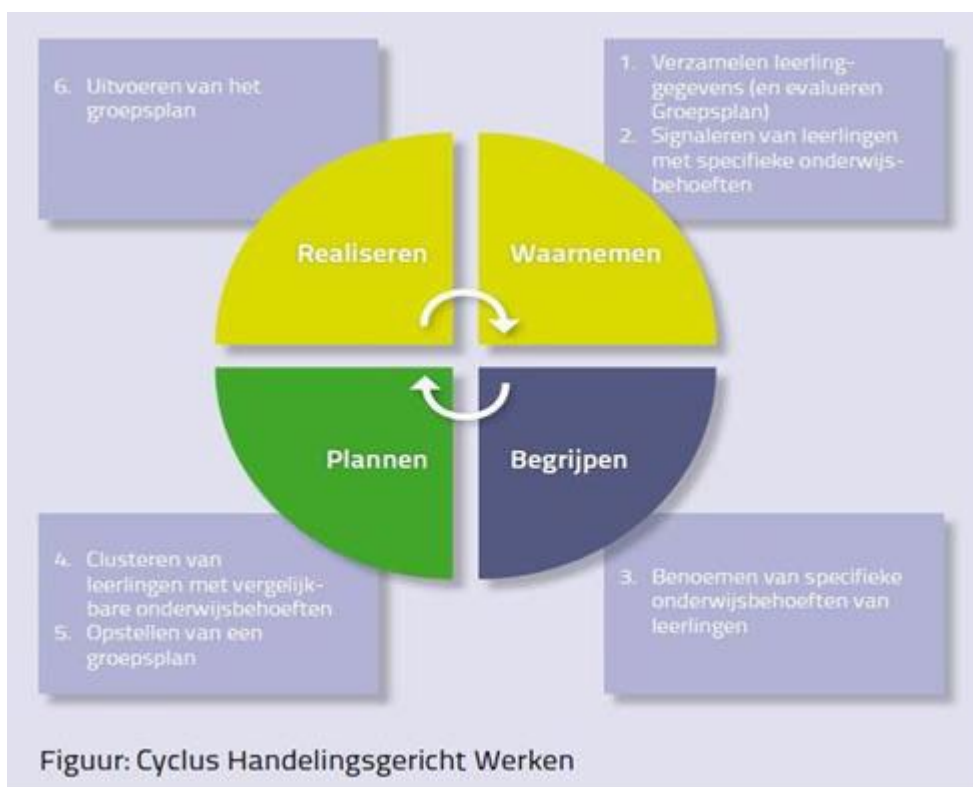 6. Uitvoeren van het
groepsplan
1. Verzamelen leerling-
gegevens (en evalueren
Groepsplan)
2. Signaleren van leerlingen
met specifieke onderwijs-
behoeften
Realiseren
Waarnemen
Plannen
Begrijpen
4. Clusteren van
leerlingen met vergelijk-
bare onderwijsbehoeften
5. Opstellen van een
groepsplan
3. Benoemen van specifieke
onderwijsbehoeften van
leerlingen
Figuur: Cyclus Handelingsgericht Werken